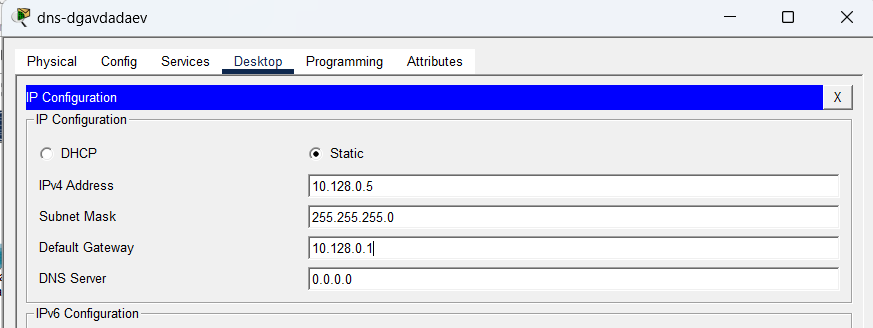 dns-dgavdadaev
Physical Config Services Desktop Programming Attributes
IP Configuration X
IP Configuration
DHCP Static
IPv4 Address 10.128.0.5
Subnet Mask 255.255.255.0
Default Gateway 10.128.0.1
DNS Server 0.0.0.0
IPv6 Configuration